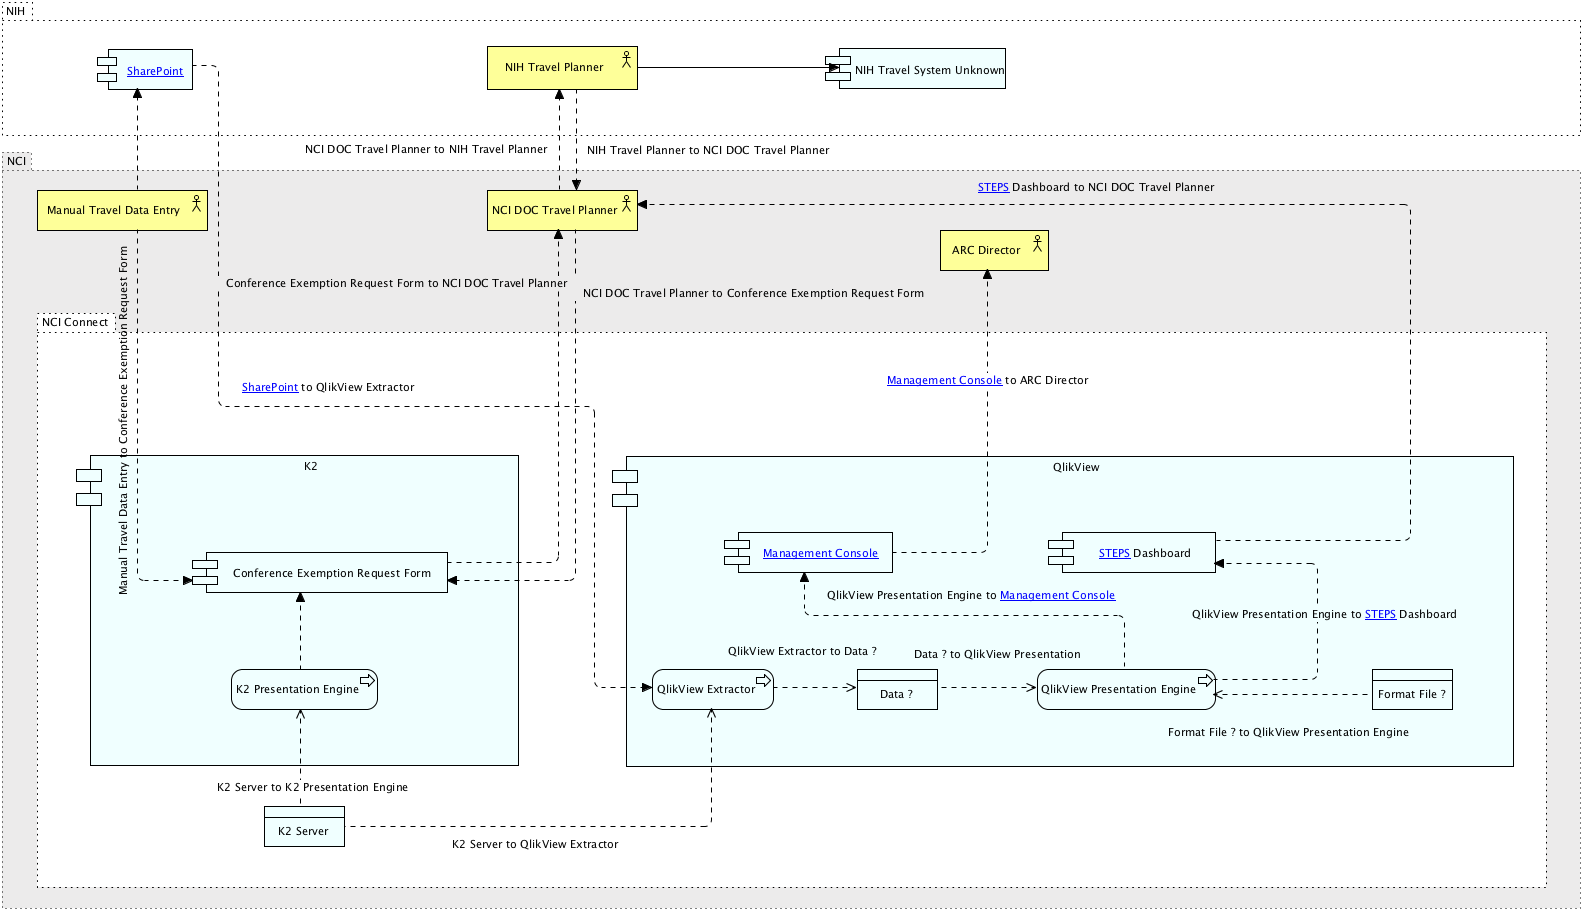 NIH
SharePoint
NIH Travel Planner
NIH Travel System Unknown
NCI DOC Travel Planner to NIH Travel Planner
NIH Travel Planner to NCI DOC Travel Planner
NCI
Manual Travel Data Entry
NCI DOC Travel Planner
STEPS Dashboard to NCI DOC Travel Planner
ARC Director
Conference Exemption Request Form to NCI DOC Travel Planner
NCI DOC Travel Planner to Conference Exemption Request Form
Manual Travel Data Entry to Conference Exemption Request Form
NCI Connect
SharePoint to QlikView Extractor
Management Console to ARC Director
K2
QlikView
Conference Exemption Request Form
Management Console
STEPS Dashboard
QlikView Presentation Engine to Management Console
QlikView Presentation Engine to STEPS Dashboard
QlikView Extractor to Data ?
Data ? to QlikView Presentation
K2 Presentation Engine
QlikView Extractor
Data ?
QlikView Presentation Engine
Format File ?
Format File ? to QlikView Presentation Engine
K2 Server to K2 Presentation Engine
K2 Server
K2 Server to QlikView Extractor